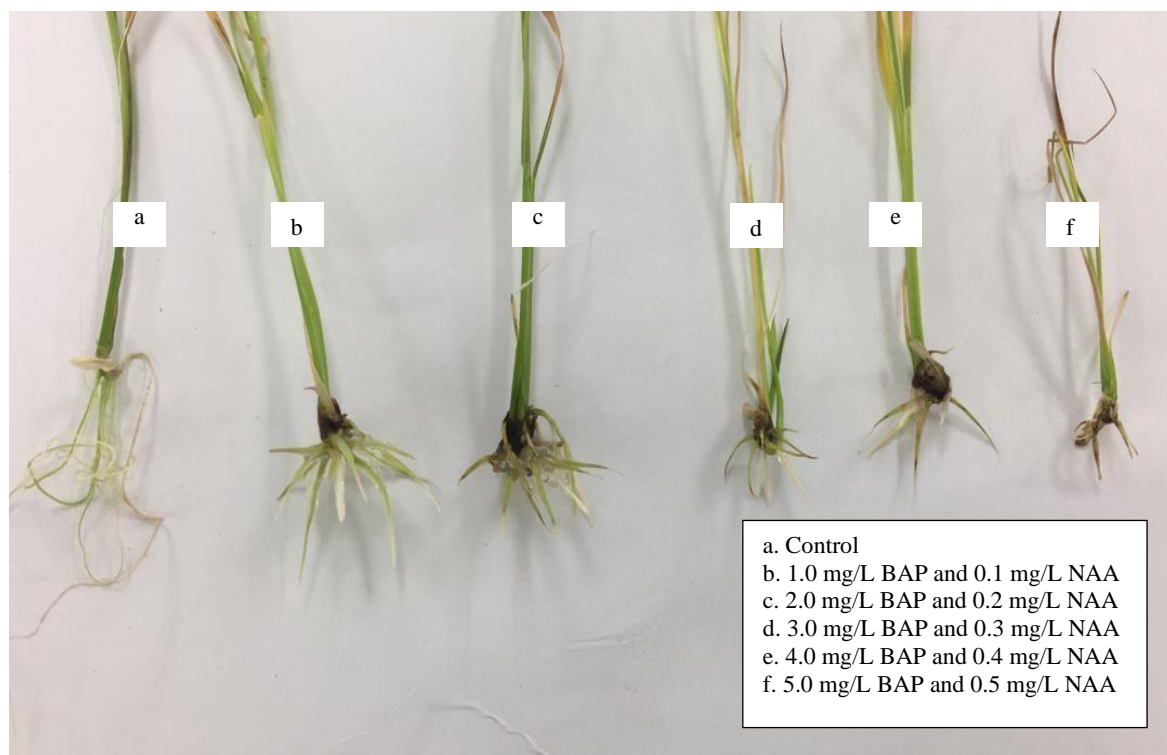 a
b
c
d
e
f
a. Control
b. 1.0 mg/L BAP and 0.1 mg/L NAA
c. 2.0 mg/L BAP and 0.2 mg/L NAA
d. 3.0 mg/L BAP and 0.3 mg/L NAA
e. 4.0 mg/L BAP and 0.4 mg/L NAA
f. 5.0 mg/L BAP and 0.5 mg/L NAA